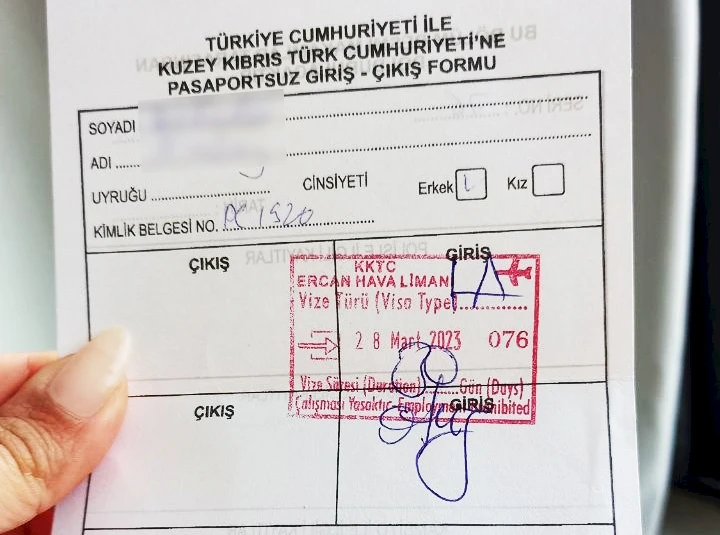 TÜRKİYE CUMHURİYETİ İLE
KUZEY KIBRIS TÜRK CUMHURİYETİ'NE
PASAPORTSUZ GİRİŞ - ÇIKIŞ FORMU
SOYADI
ADI
UYRUĞU
CİNSİYETİ Erkek Kız
KİMLİK BELGESİ NO.
ÇIKIŞ GİRİŞ
KKTC
ERCAN HAVA LİMANI
Vize Türü (Visa Type)
28 Mart 2023 076
Vize Süresi (Duration) Gün (Days)
Çalışması Yasaktır-Employment Prohibited
ÇIKIŞ GİRİŞ